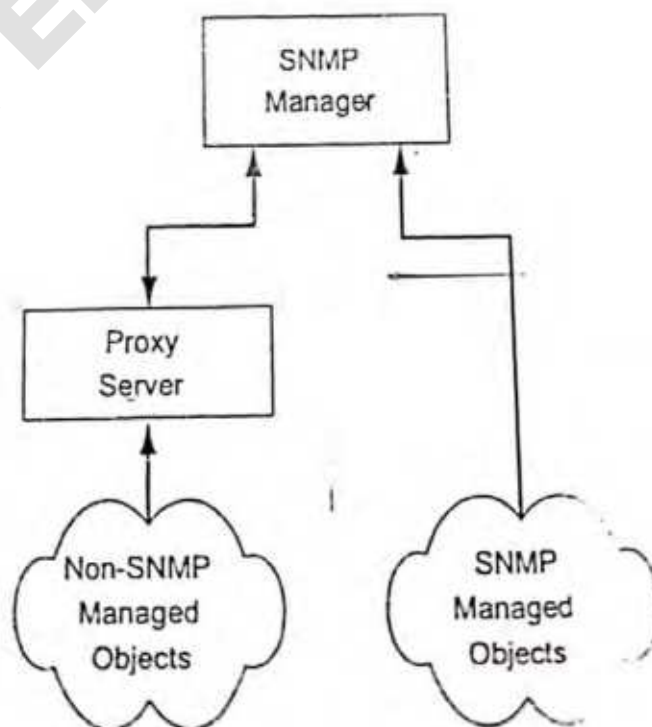 SNMP
Manager
Proxy
Server
Non-SNMP
Managed
Objects
SNMP
Managed
Objects